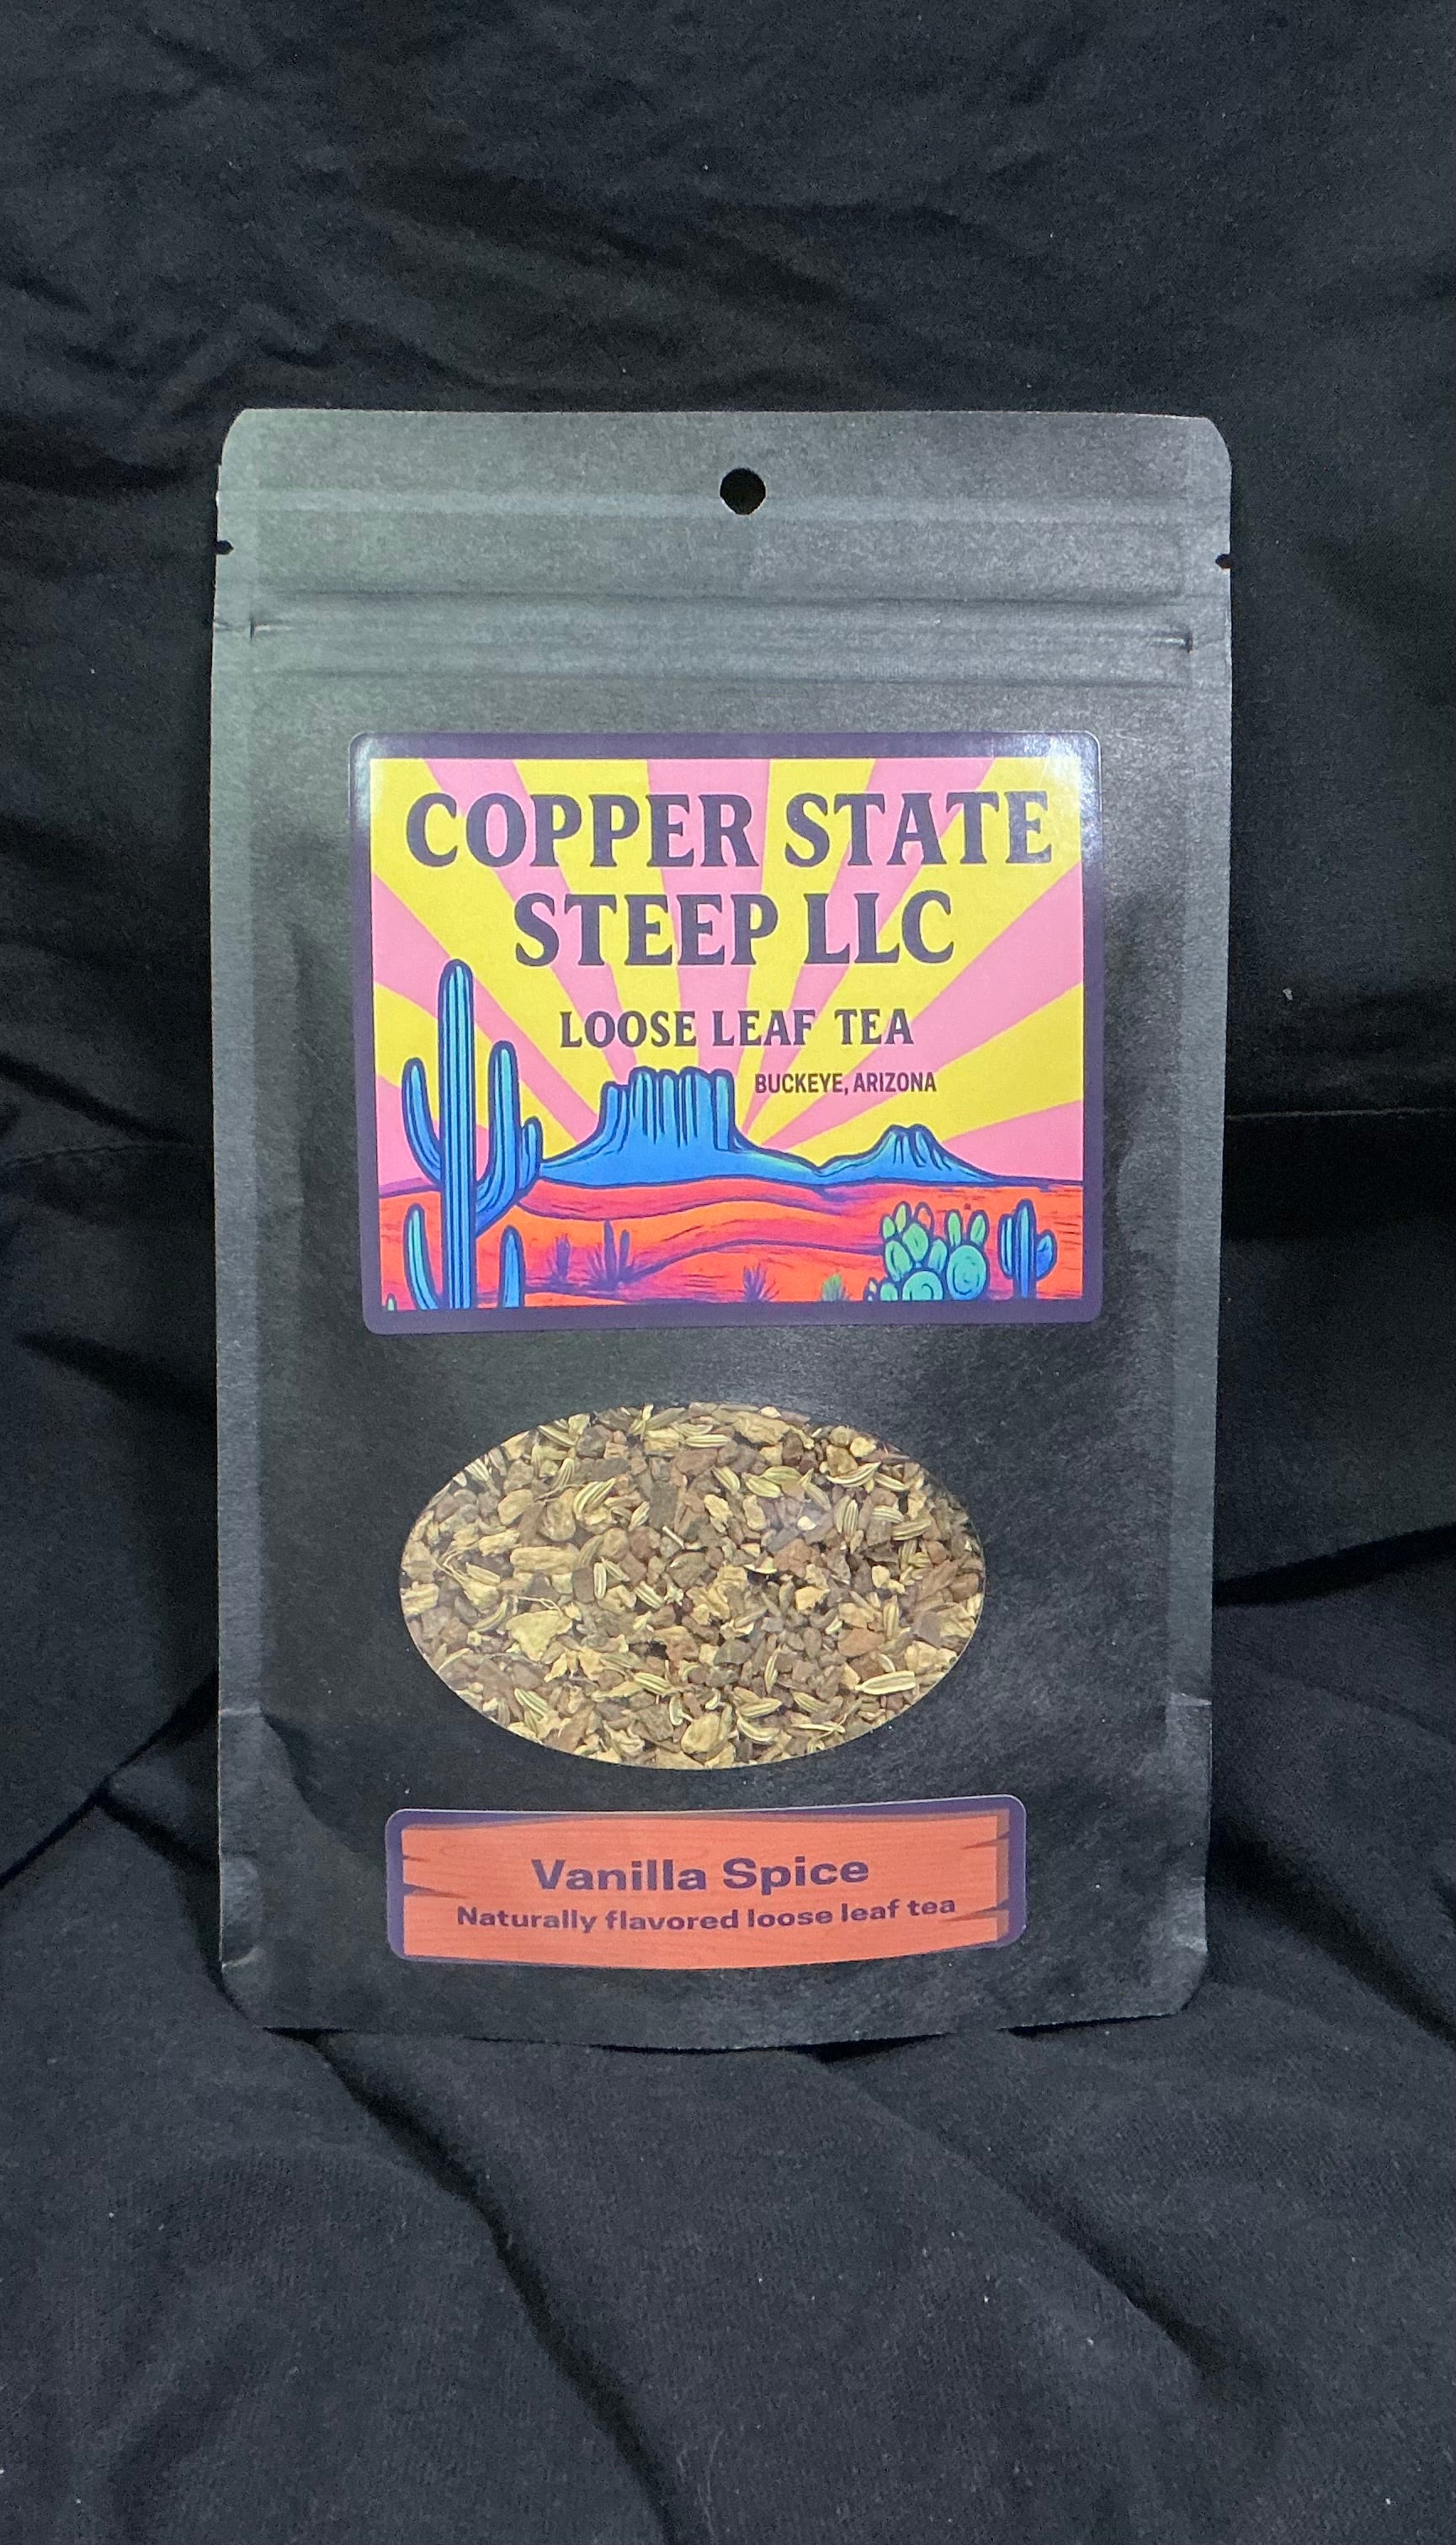 COPPER STATE
STEEP LLC
LOOSE LEAF TEA
BUCKEYE, ARIZONA
Vanilla Spice
Naturally flavored loose leaf tea